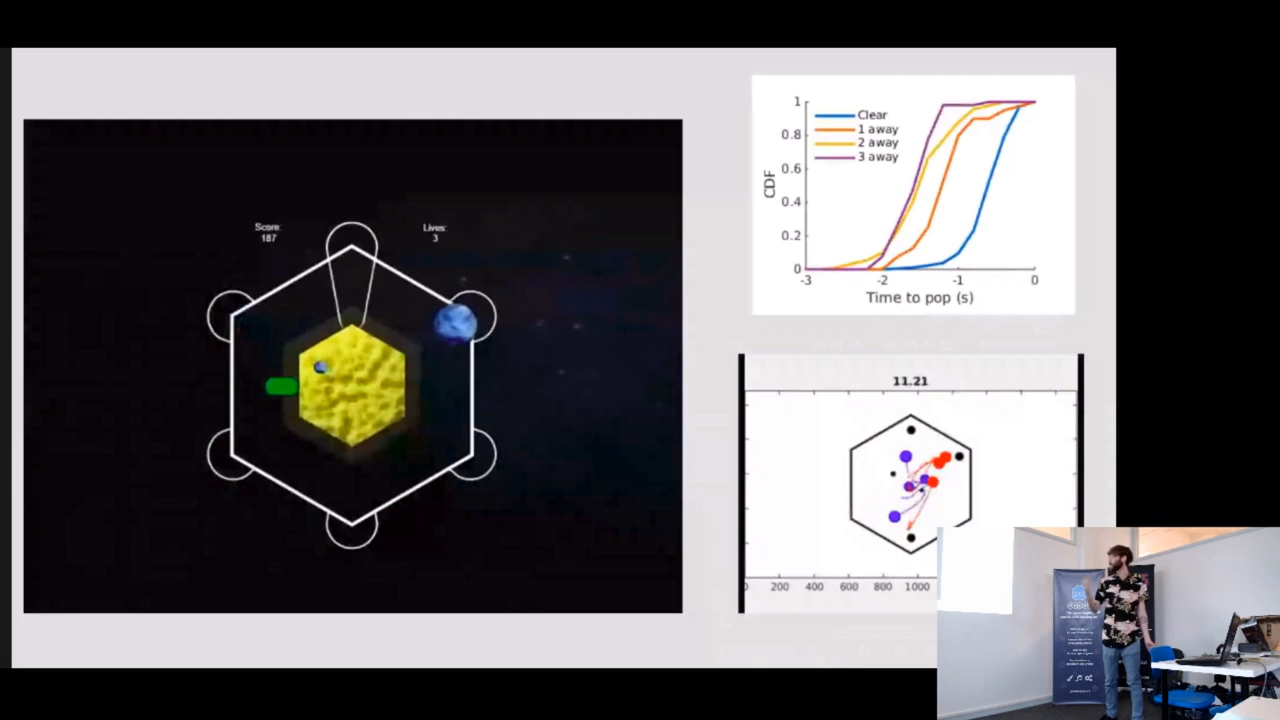 Score:
187
Lives:
3
1
0.8
0.6
0.4
0.2
0
CDF
Clear
1 away
2 away
3 away
-3
-2
-1
0
Time to pop (s)
11.21
200
400
600
800
1000